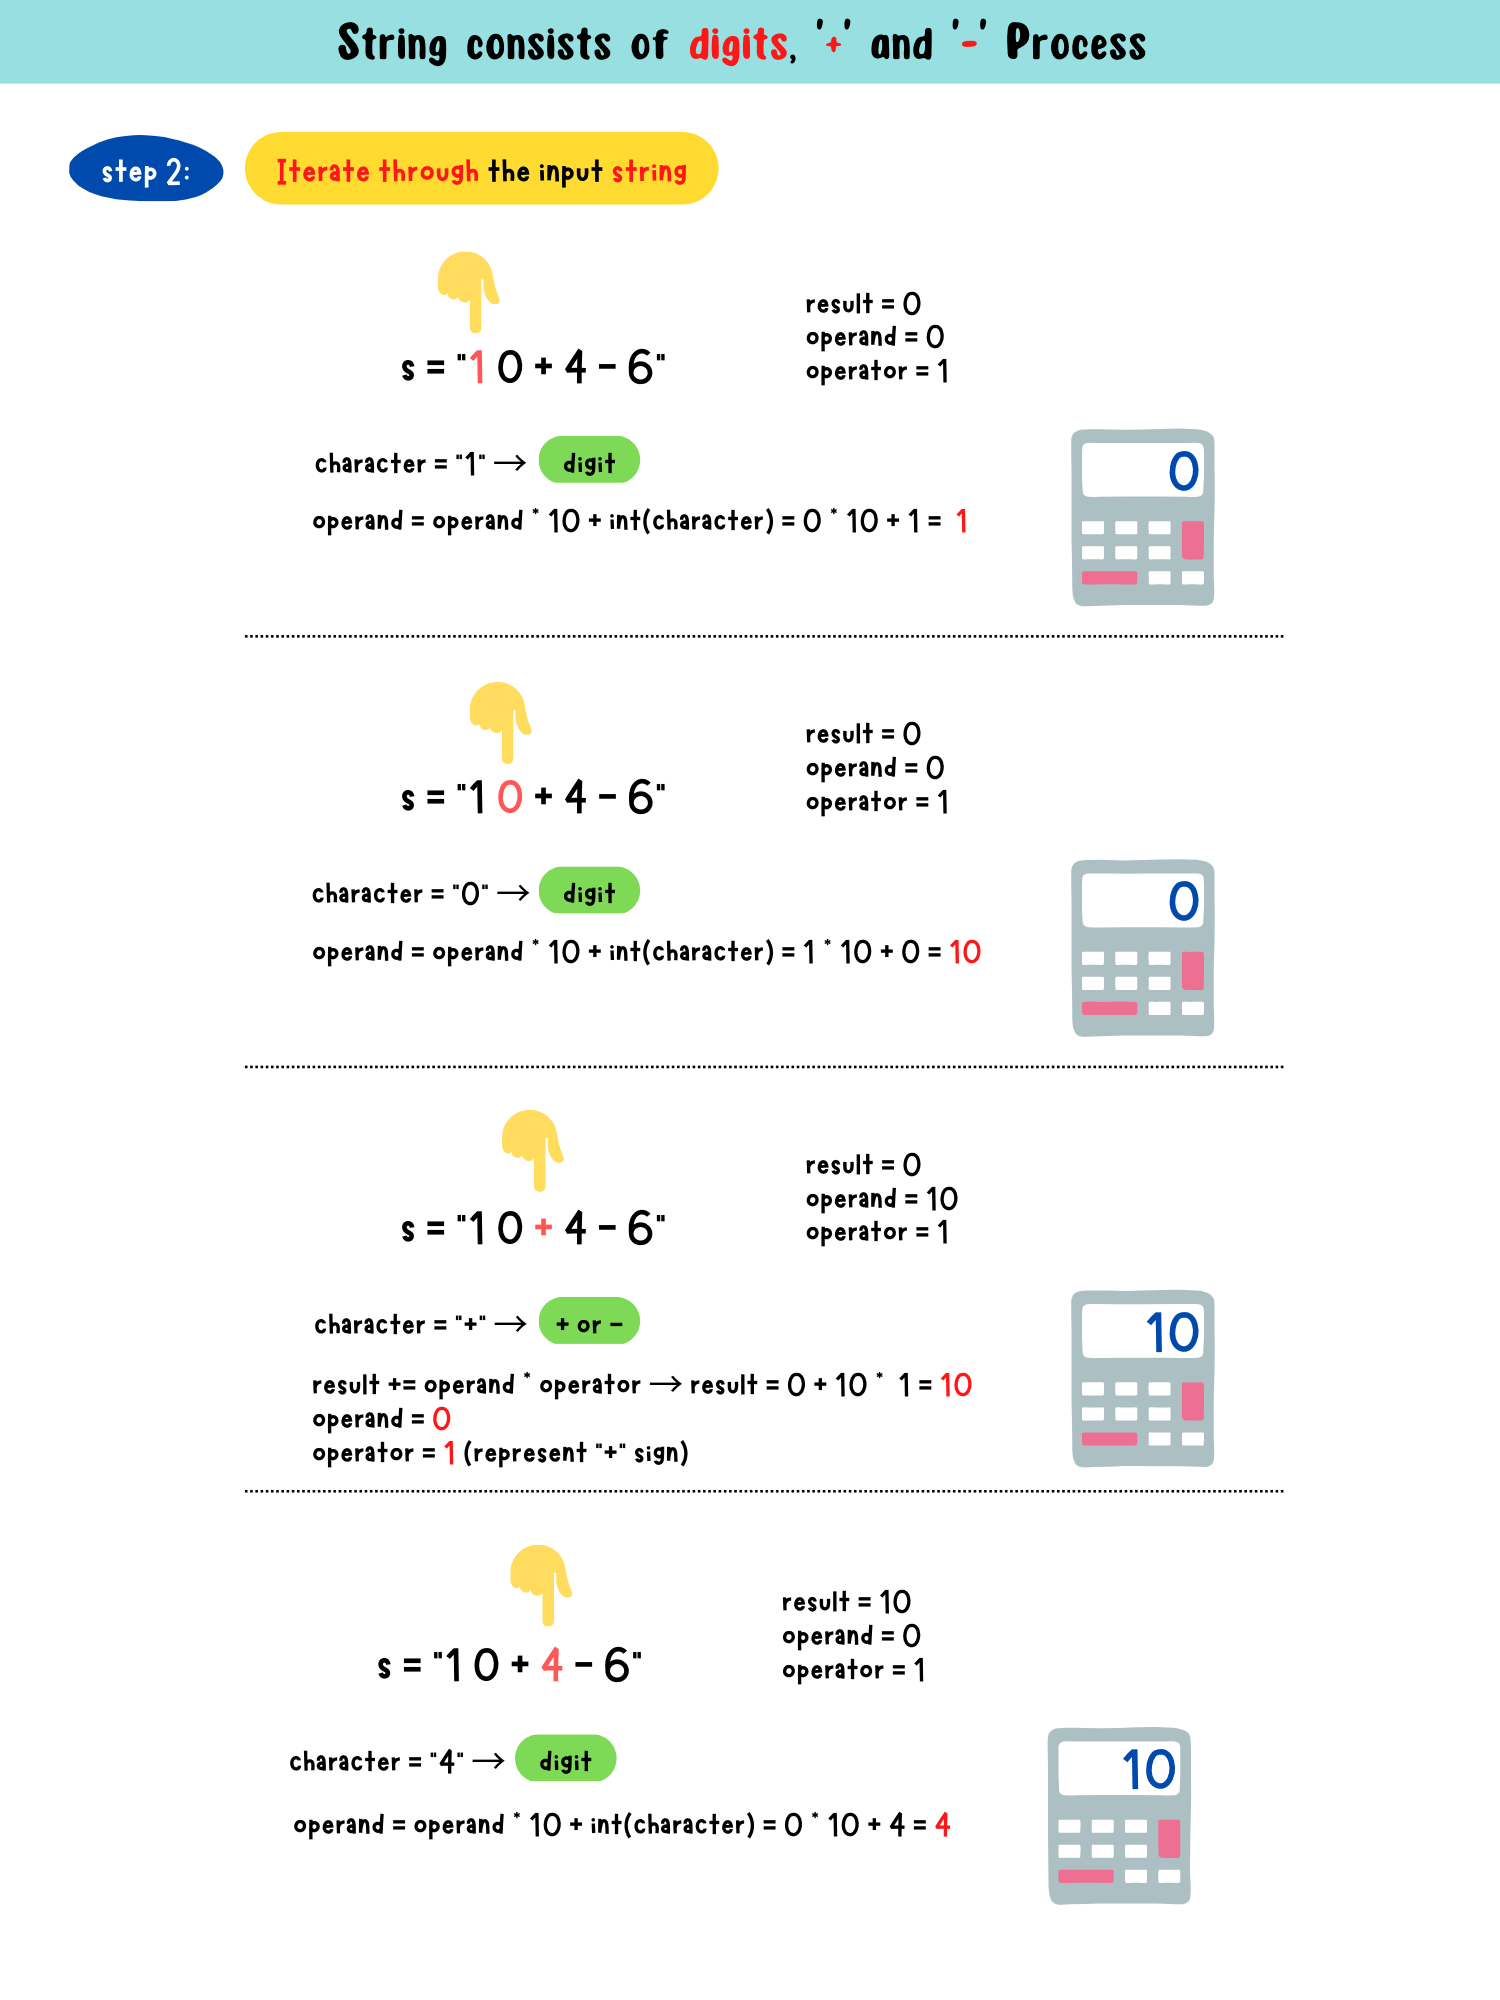 String consists of digits, '+' and '-' Process
step 2:
Iterate through the input string
result = 0
operand = 0
operator = 1
s = "1 0 + 4 - 6"
character = "1" → digit
operand = operand * 10 + int(character) = 0 * 10 + 1 = 1
0
result = 0
operand = 0
operator = 1
s = "1 0 + 4 - 6"
character = "0" → digit
operand = operand * 10 + int(character) = 1 * 10 + 0 = 10
0
result = 0
operand = 10
operator = 1
s = "1 0 + 4 - 6"
character = "+" → + or -
result += operand * operator → result = 0 + 10 * 1 = 10
operand = 0
operator = 1 (represent "+" sign)
10
result = 10
operand = 0
operator = 1
s = "1 0 + 4 - 6"
character = "4" → digit
operand = operand * 10 + int(character) = 0 * 10 + 4 = 4
10